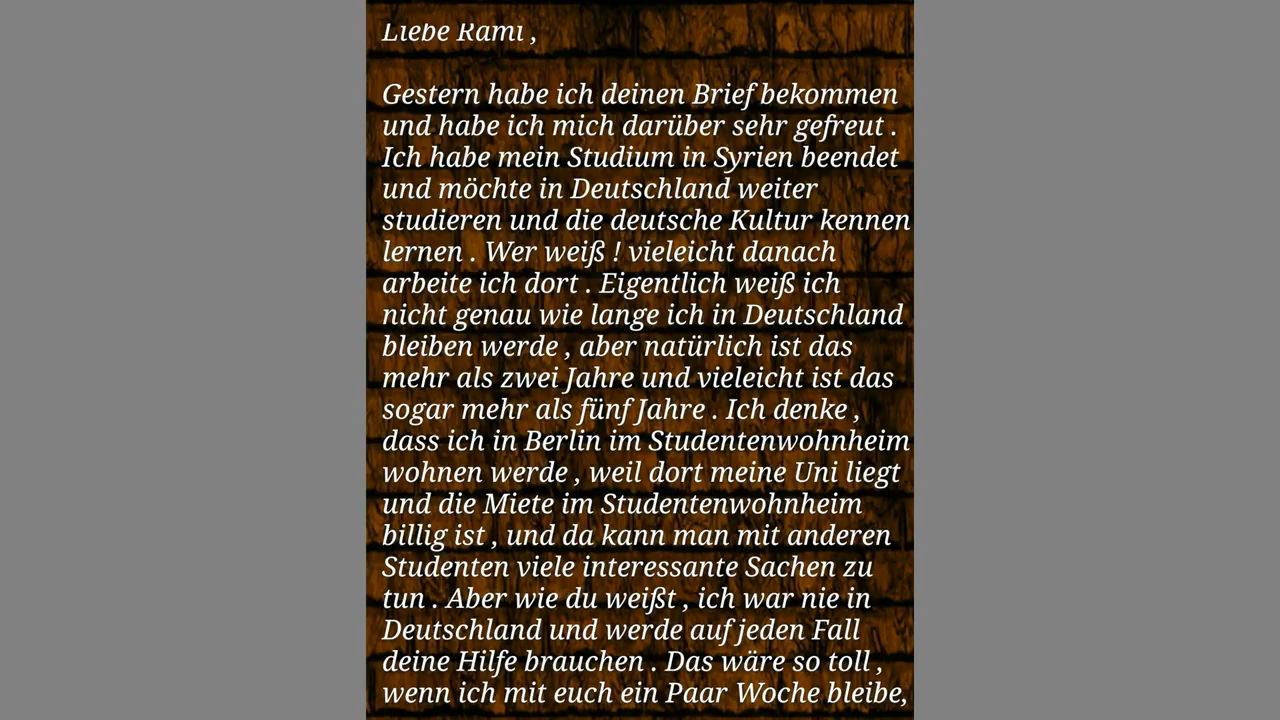 Liebe Rami ,
Gestern habe ich deinen Brief bekommen
und habe ich mich darüber sehr gefreut .
Ich habe mein Studium in Syrien beendet
und möchte in Deutschland weiter
studieren und die deutsche Kultur kennen
lernen . Wer weiß ! vieleicht danach
arbeite ich dort . Eigentlich weiß ich
nicht genau wie lange ich in Deutschland
bleiben werde , aber natürlich ist das
mehr als zwei Jahre und vieleicht ist das
sogar mehr als fünf Jahre . Ich denke ,
dass ich in Berlin im Studentenwohnheim
wohnen werde , weil dort meine Uni liegt
und die Miete im Studentenwohnheim
billig ist , und da kann man mit anderen
Studenten viele interessante Sachen zu
tun . Aber wie du weißt , ich war nie in
Deutschland und werde auf jeden Fall
deine Hilfe brauchen . Das wäre so toll ,
wenn ich mit euch ein Paar Woche bleibe,